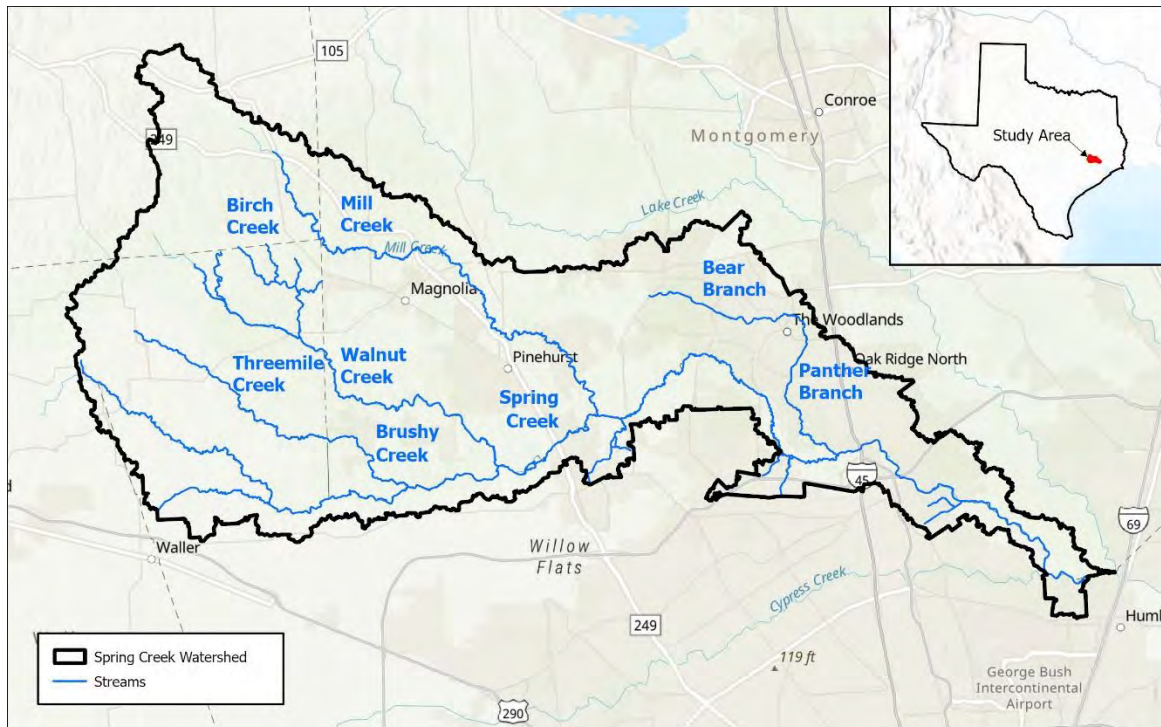 105
Conroe
Montgomery
Study Area
249
Birch
Creek
Mill
Creek
Mill Creek
Lake Creek
Bear
Branch
Magnolia
The Woodlands
Threemile
Creek
Walnut
Creek
Pinehurst
Oak Ridge North
Panther
Branch
Spring
Creek
Brushy
Creek
45
69
Waller
Willow
Flats
Cypress Creek
249
Humb
119 ft
George Bush
Intercontinental
Airport
290
Spring Creek Watershed
Streams